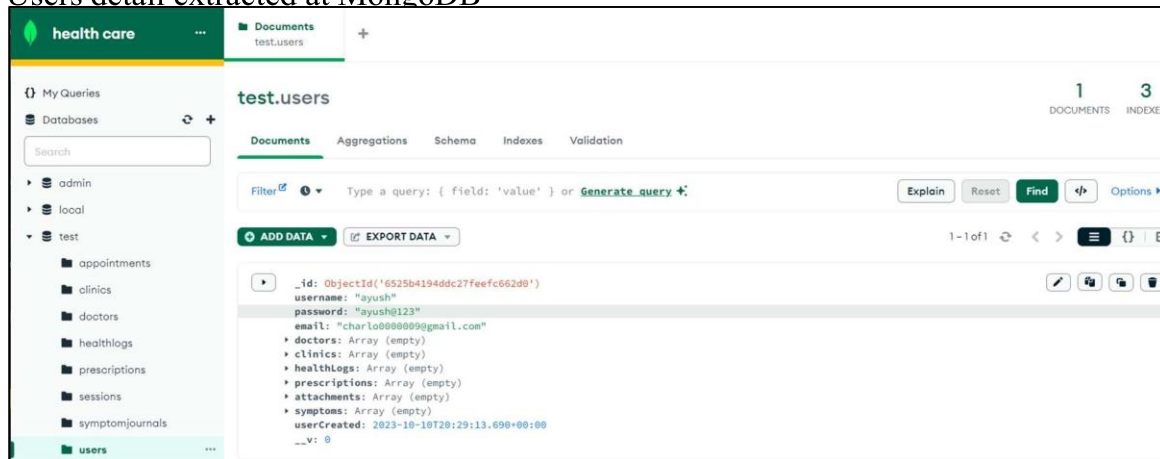 Users detail extracted at MongoDB
health care ...
Documents
test.users
+
{} My Queries
Databases
+
Search
admin
local
test
appointments
clinics
doctors
healthlogs
prescriptions
sessions
symptomjournals
users ...
test.users
1
DOCUMENTS
3
INDEXE
Documents Aggregations Schema Indexes Validation
Filter Type a query: { field: 'value' } or Generate query
Explain Reset Find </> Options
ADD DATA EXPORT DATA
1-1 of 1 < > {}
_id: ObjectId('6525b4194ddc27feefc662d0')
username: "ayush"
password: "ayush@123"
email: "charlo0000009@gmail.com"
doctors: Array (empty)
clinics: Array (empty)
healthLogs: Array (empty)
prescriptions: Array (empty)
attachments: Array (empty)
symptoms: Array (empty)
userCreated: 2023-10-10T20:29:13.690+00:00
__v: 0